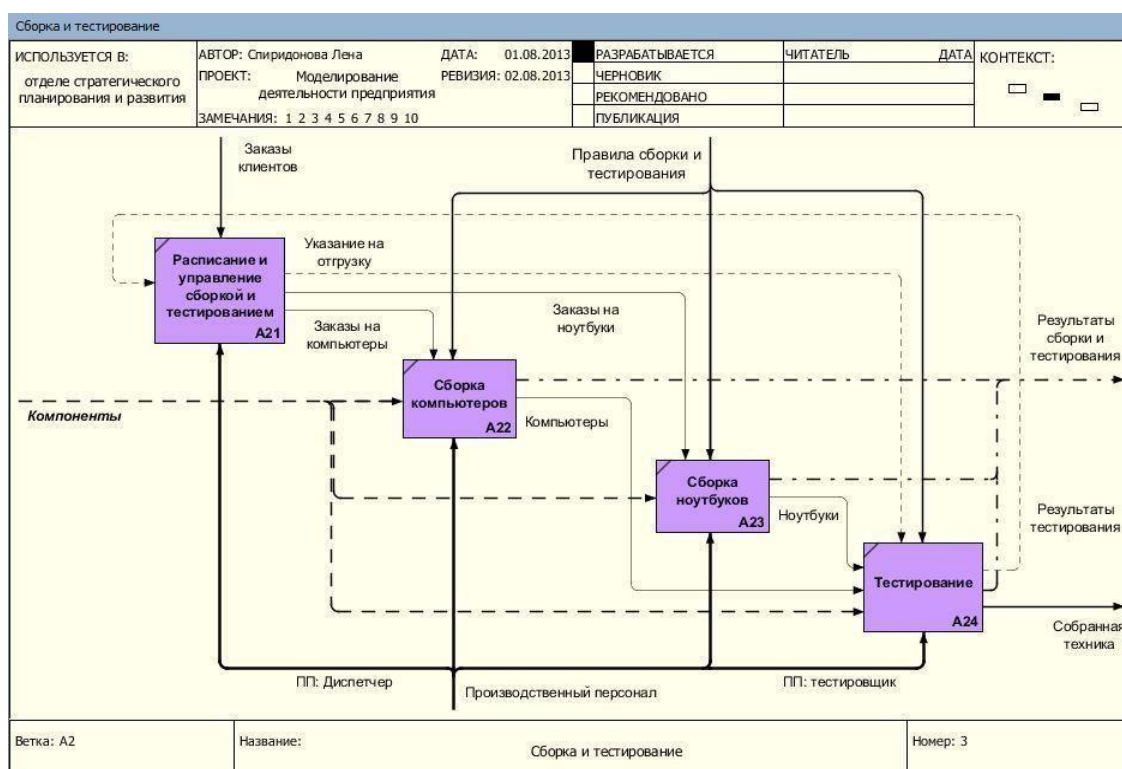 Сборка и тестирование
ИСПОЛЬЗУЕТСЯ В:
отделе стратегического
планирования и развития
АВТОР: Спиридонова Лена
ДАТА: 01.08.2013
ПРОЕКТ: Моделирование
деятельности предприятия
РЕВИЗИЯ: 02.08.2013
ЗАМЕЧАНИЯ: 1 2 3 4 5 6 7 8 9 10
РАЗРАБАТЫВАЕТСЯ
ЧЕРНОВИК
РЕКОМЕНДОВАНО
ПУБЛИКАЦИЯ
ЧИТАТЕЛЬ
ДАТА
КОНТЕКСТ:
Заказы
клиентов
Правила сборки и
тестирования
Расписание и
управление
сборкой и
тестированием
A21
Указание на
отгрузку
Заказы на
компьютеры
Заказы на
ноутбуки
Результаты
сборки и
тестирования
Компоненты
Сборка
компьютеров
A22
Компьютеры
Сборка
ноутбуков
A23
Ноутбуки
Результаты
тестирования
Тестирование
A24
Собранная
техника
ПП: Диспетчер
Производственный персонал
ПП: тестировщик
Ветка: A2
Название:
Сборка и тестирование
Номер: 3